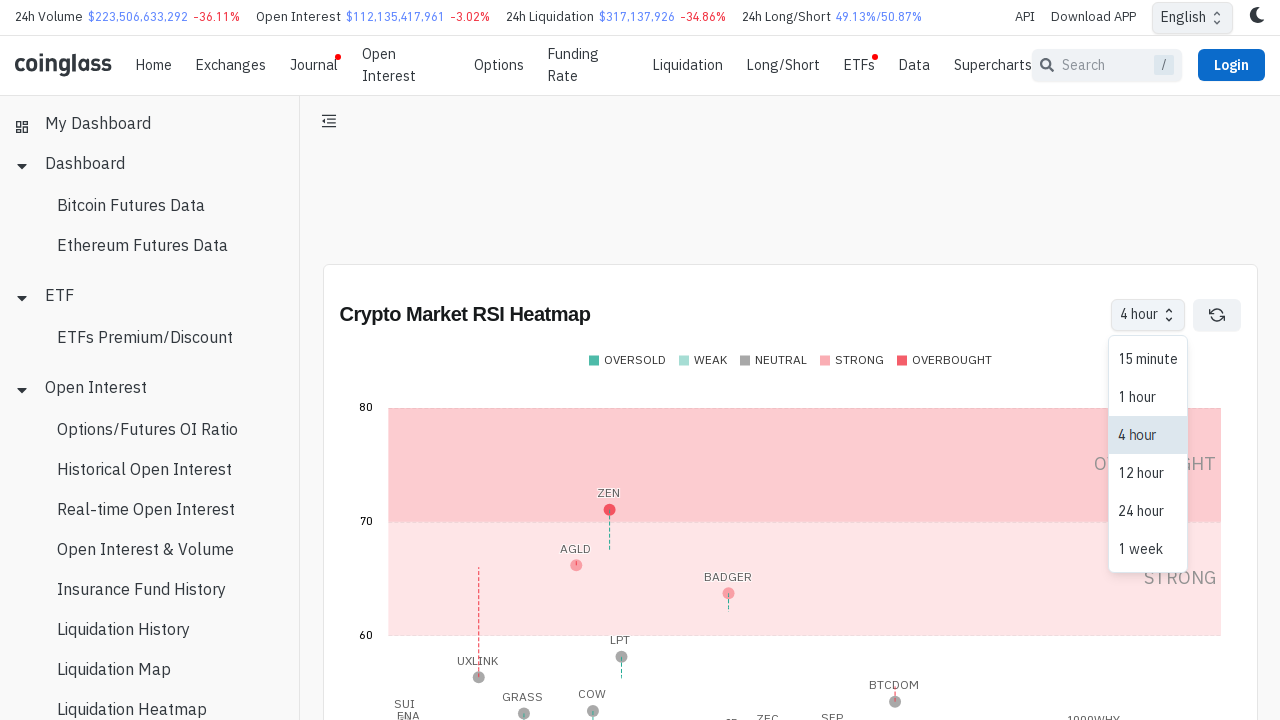 24h Volume $223,506,633,292 -36.11% Open Interest $112,135,417,961 -3.02% 24h Liquidation $317,137,926 -34.86% 24h Long/Short 49.13%/50.87% API Download APP English
coinglass Home Exchanges Journal Open Interest Options Funding Rate Liquidation Long/Short ETFs Data Supercharts Search / Login
My Dashboard
Dashboard
Bitcoin Futures Data
Ethereum Futures Data
ETF
ETFs Premium/Discount
Open Interest
Options/Futures OI Ratio
Historical Open Interest
Real-time Open Interest
Open Interest & Volume
Insurance Fund History
Liquidation History
Liquidation Map
Liquidation Heatmap
Crypto Market RSI Heatmap
4 hour
15 minute
1 hour
4 hour
12 hour
24 hour
1 week
OVERSOLD WEAK NEUTRAL STRONG OVERBOUGHT
80
70
60
STRONG
ZEN
AGLD
BADGER
LPT
UXLINK
GRASS
COW
BTCDOM
SUI
ENA
ZEC